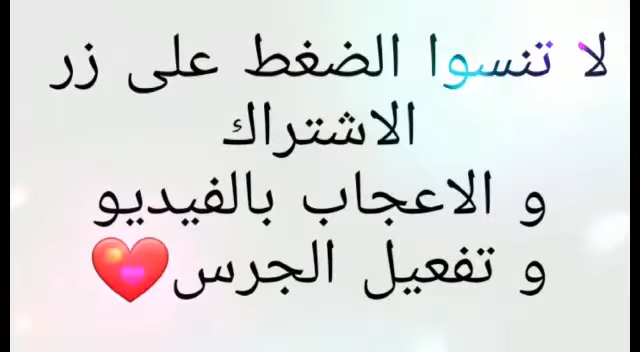 لا تنسوا الضغط على زر
الاشتراك
و الاعجاب بالفيديو
و تفعيل الجرس❤️